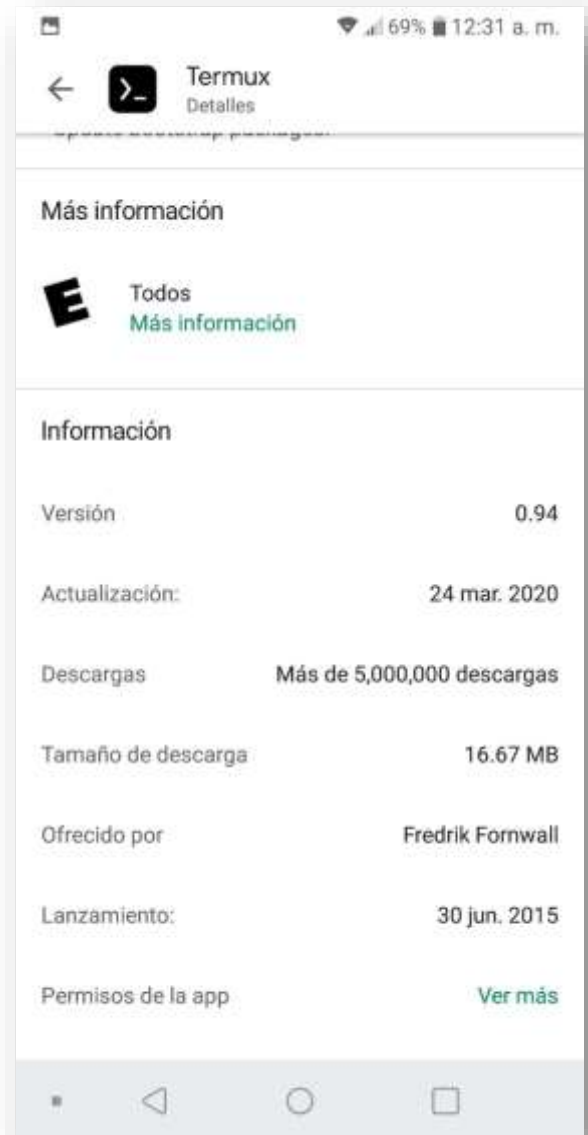 69% 12:31 a. m.
Termux
Detalles
Más información
E
Todos
Más información
Información
Versión 0.94
Actualización: 24 mar. 2020
Descargas Más de 5,000,000 descargas
Tamaño de descarga 16.67 MB
Ofrecido por Fredrik Fornwall
Lanzamiento: 30 jun. 2015
Permisos de la app Ver más